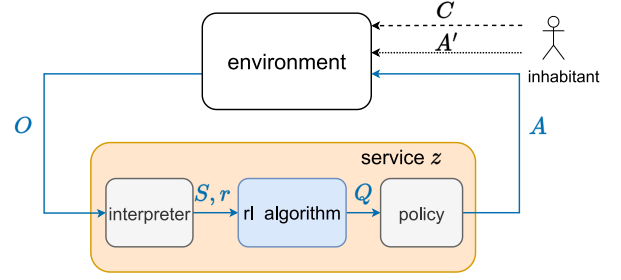 C
A′
inhabitant
environment
O
A
service z
interpreter
S, r
rl algorithm
Q
policy